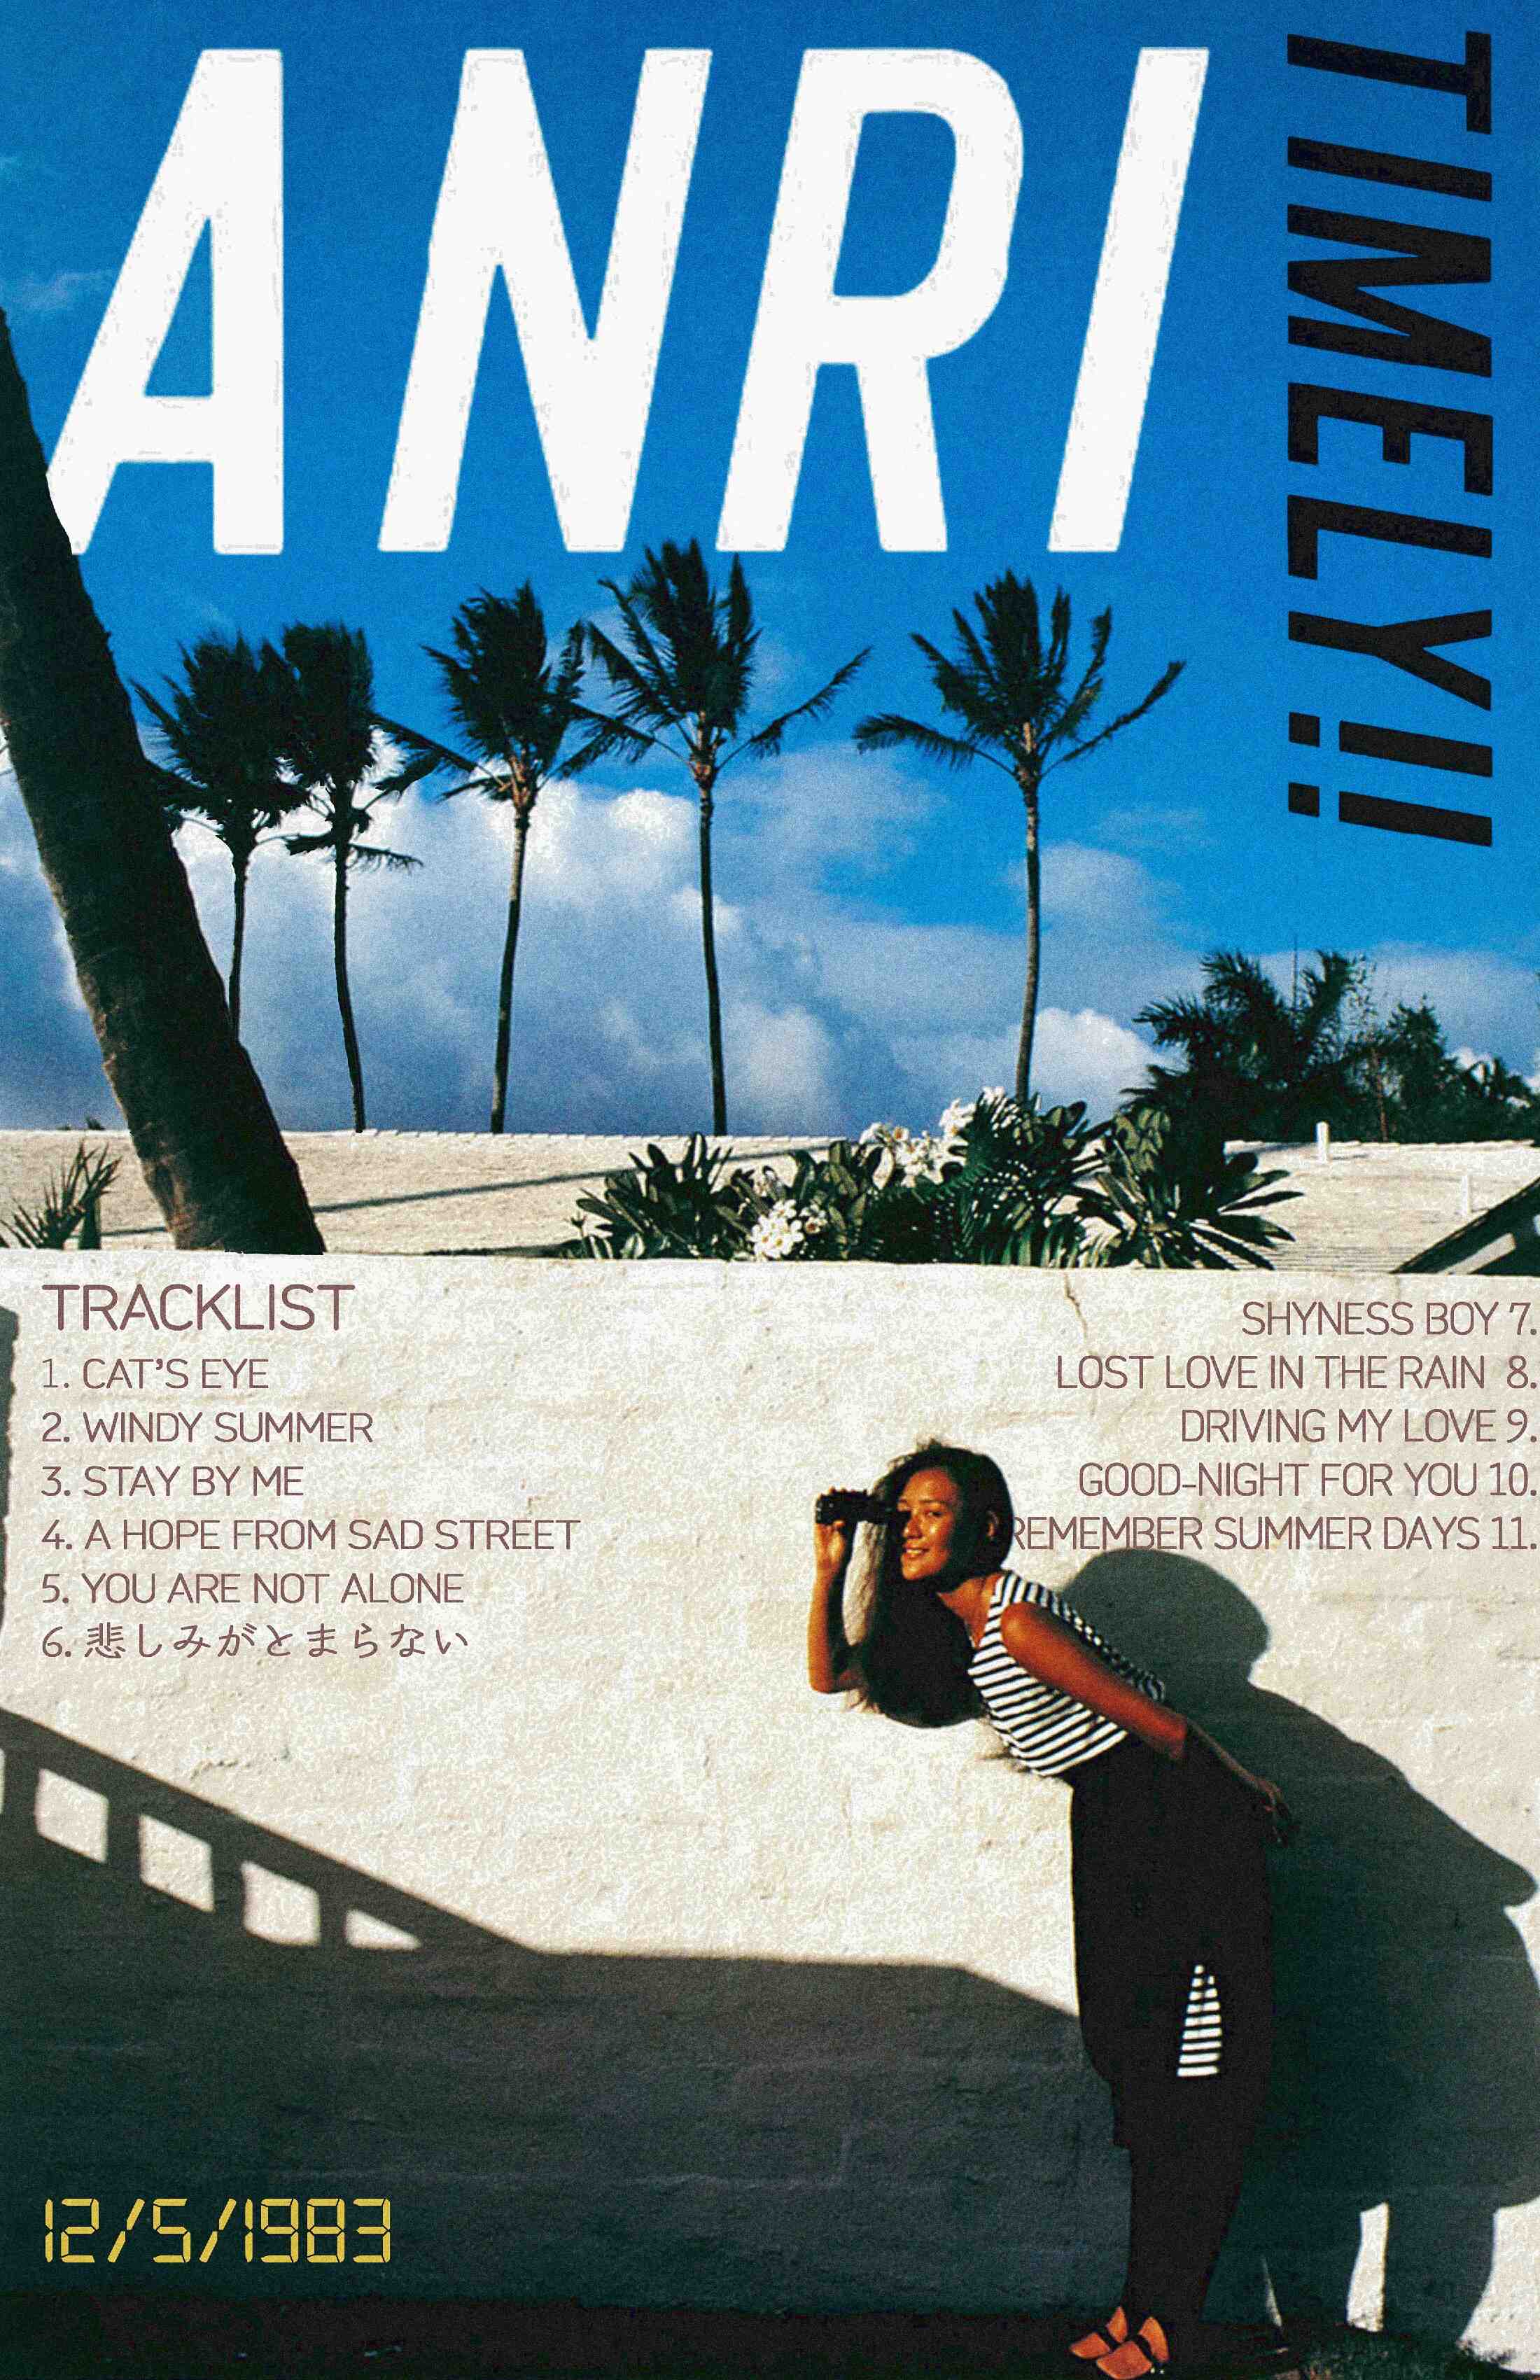 ANRI
TIMELY!!
TRACKLIST
1. CAT'S EYE
2. WINDY SUMMER
3. STAY BY ME
4. A HOPE FROM SAD STREET
5. YOU ARE NOT ALONE
6. 悲しみがとまらない
SHYNESS BOY 7.
LOST LOVE IN THE RAIN 8.
DRIVING MY LOVE 9.
GOOD-NIGHT FOR YOU 10.
REMEMBER SUMMER DAYS 11.
12/5/1983